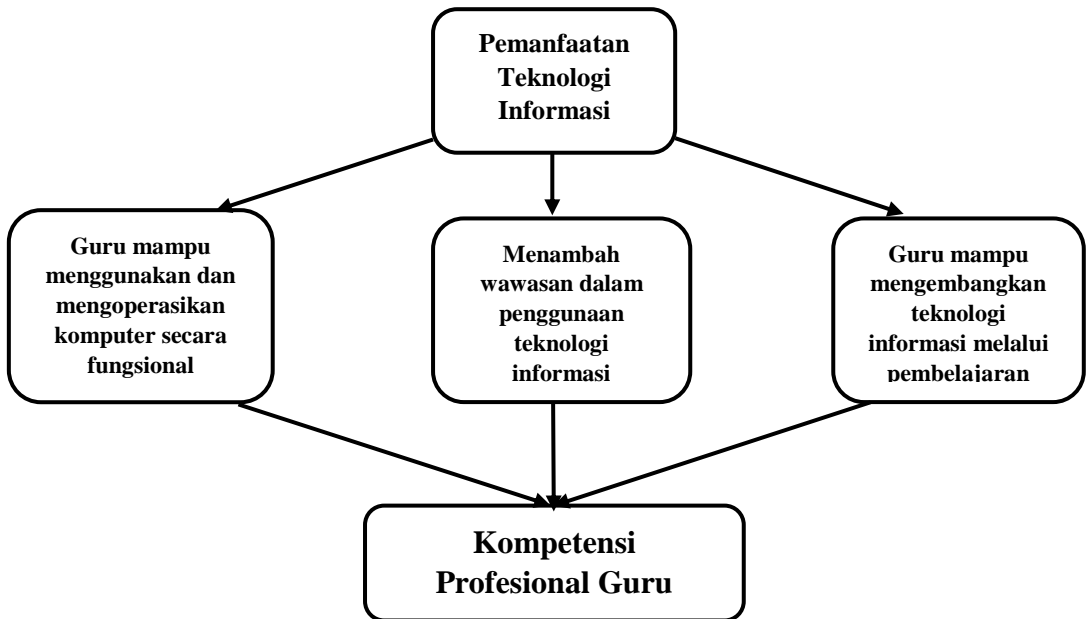 Pemanfaatan
Teknologi
Informasi
Guru mampu
menggunakan dan
mengoperasikan
komputer secara
fungsional
Menambah
wawasan dalam
penggunaan
teknologi
informasi
Guru mampu
mengembangkan
teknologi
informasi melalui
pembelajaran
Kompetensi
Profesional Guru